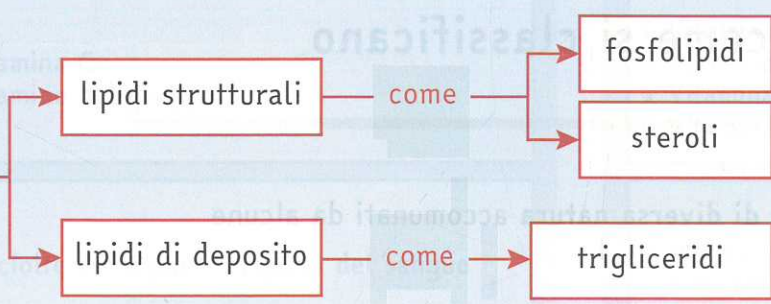 fosfolipidi
lipidi strutturali come
steroli
lipidi di deposito come trigliceridi